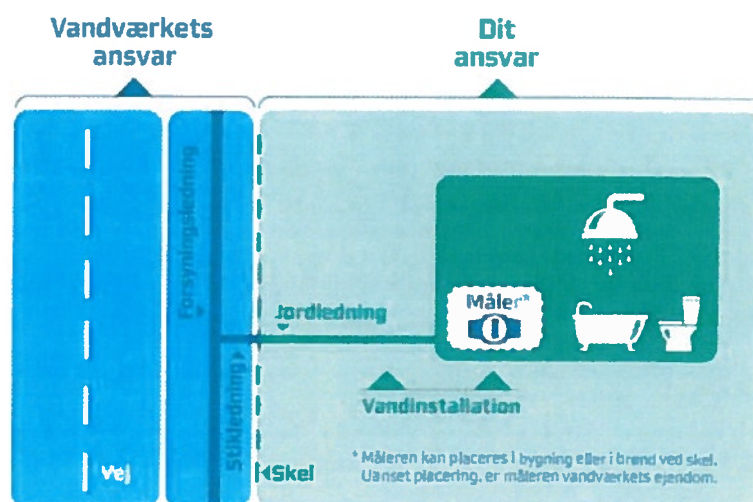 Vandværkets
ansvar
Dit
ansvar
Forsyningsledning
Stikledning
Jordledning
Måler*
Vandinstallation
Vej
Skel
* Måleren kan placeres i bygning eller i brønd ved skel.
Uanset placering, er måleren vandværkets ejendom.